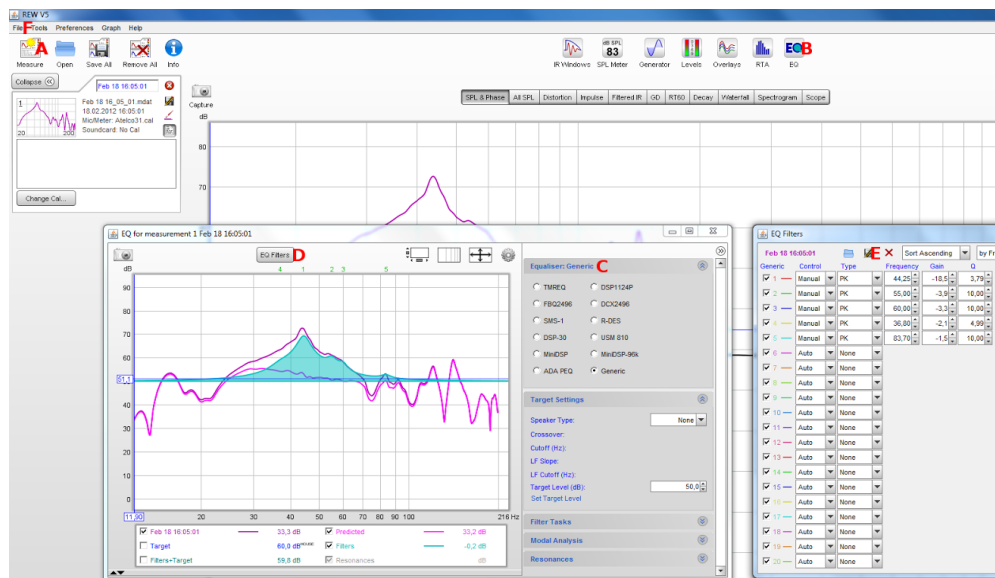 REW V5
File F Tools Preferences Graph Help
A
Measure Open Save All Remove All Info
dB SPL
83
EQ B
IR Windows SPL Meter Generator Levels Overlays RTA EQ
Collapse
Feb 18 16:05:01
1
Feb 18 16_05_01.mdat
18.02.2012 16:05:01
Mic/Meter: Atelco31.cal
Soundcard: No Cal
20 200
Change Cal...
Capture
SPL & Phase All SPL Distortion Impulse Filtered IR GD RT60 Decay Waterfall Spectrogram Scope
dB
80
70
EQ for measurement 1 Feb 18 16:05:01
EQ Filters D
dB
4 1 2 3 5
90
80
70
60
51,1
40
30
20
10
0
11,90 20 30 40 50 60 70 80 90 100 216 Hz
Feb 18 16:05:01 33,3 dB Predicted 33,2 dB
Target 60,0 dB Filters -0,2 dB
Filters+Target 59,8 dB Resonances dB
Equaliser: Generic C
TMREQ DSP1124P
FBQ2496 DCX2496
SMS-1 R-DES
DSP-30 USM 810
MiniDSP MiniDSP-96k
ADA PEQ Generic
Target Settings
Speaker Type: None
Crossover:
Cutoff (Hz):
LF Slope:
LF Cutoff (Hz):
Target Level (dB): 50,0
Set Target Level
Filter Tasks
Modal Analysis
Resonances
EQ Filters
Feb 18 16:05:01 E Sort Ascending by Fr
Generic Control Type Frequency Gain Q
1 Manual PK 44,25 -18,5 3,79
2 Manual PK 55,00 -3,9 10,00
3 Manual PK 60,00 -3,3 10,00
4 Manual PK 36,80 -2,1 4,99
5 Manual PK 83,70 -1,5 10,00
6 Auto None
7 Auto None
8 Auto None
9 Auto None
10 Auto None
11 Auto None
12 Auto None
13 Auto None
14 Auto None
15 Auto None
16 Auto None
17 Auto None
18 Auto None
19 Auto None
20 Auto None